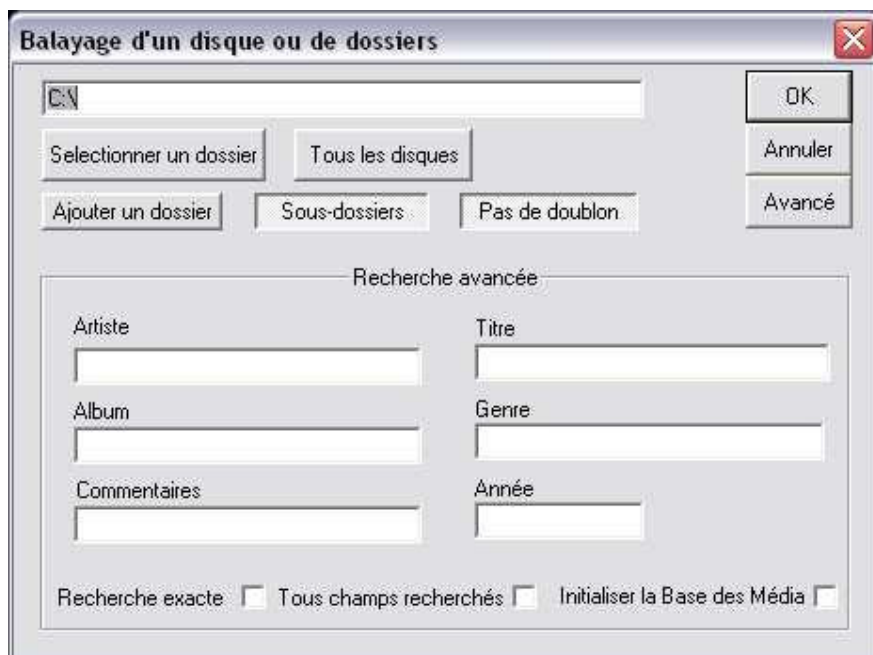 Balayage d'un disque ou de dossiers
C:\
OK
Selectionner un dossier
Tous les disques
Annuler
Ajouter un dossier
Sous-dossiers
Pas de doublon
Avancé
Recherche avancée
Artiste
Titre
Album
Genre
Commentaires
Année
Recherche exacte
Tous champs recherchés
Initialiser la Base des Média